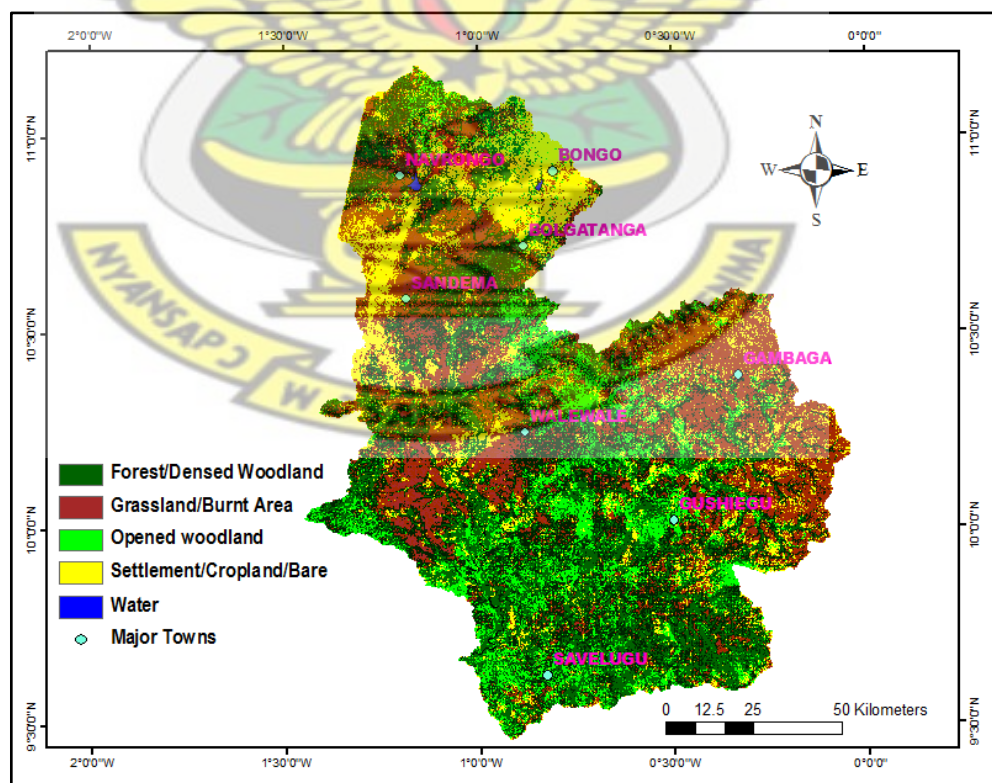 2°0'0"W 1°30'0"W 1°0'0"W 0°30'0"W 0°0'0"
11°0'0"N
11°0'0"N
N
W E
S
NAVRONGO
BONGO
BOLGATANGA
SANDEMA
NYANSAPƆ
W
10°30'0"N
10°30'0"N
GAMBAGA
WALEWALE
Forest/Densed Woodland
Grassland/Burnt Area
Opened woodland
Settlement/Cropland/Bare
Water
Major Towns
GUSHIEGU
10°0'0"N
10°0'0"N
SAVELUGU
0 12.5 25 50 Kilometers
9°30'0"N
9°30'0"N
2°0'0"W 1°30'0"W 1°0'0"W 0°30'0"W 0°0'0"